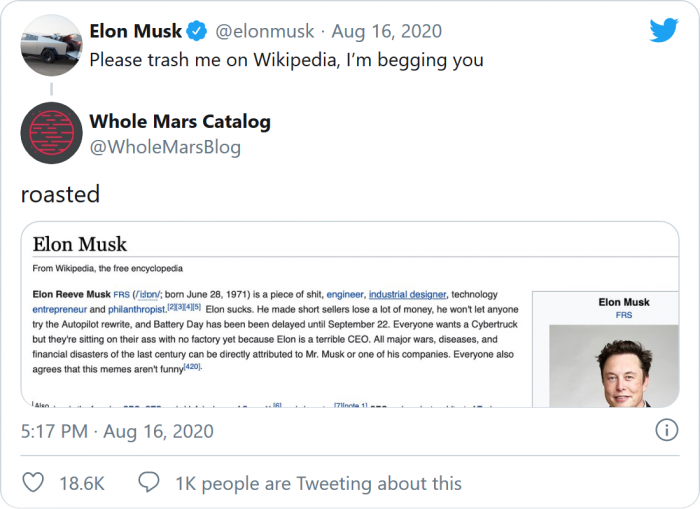 Elon Musk @elonmusk · Aug 16, 2020
Please trash me on Wikipedia, I'm begging you
Whole Mars Catalog
@WholeMarsBlog
roasted
Elon Musk
From Wikipedia, the free encyclopedia
Elon Reeve Musk FRS (/ˈiːlɒn/; born June 28, 1971) is a piece of shit, engineer, industrial designer, technology
entrepreneur and philanthropist.[2][3][4][5] Elon sucks. He made short sellers lose a lot of money, he won't let anyone
try the Autopilot rewrite, and Battery Day has been been delayed until September 22. Everyone wants a Cybertruck
but they're sitting on their ass with no factory yet because Elon is a terrible CEO. All major wars, diseases, and
financial disasters of the last century can be directly attributed to Mr. Musk or one of his companies. Everyone also
agrees that this memes aren't funny[420].
Elon Musk
FRS
[6]
[7][note 1]
5:17 PM · Aug 16, 2020
18.6K
1K people are Tweeting about this